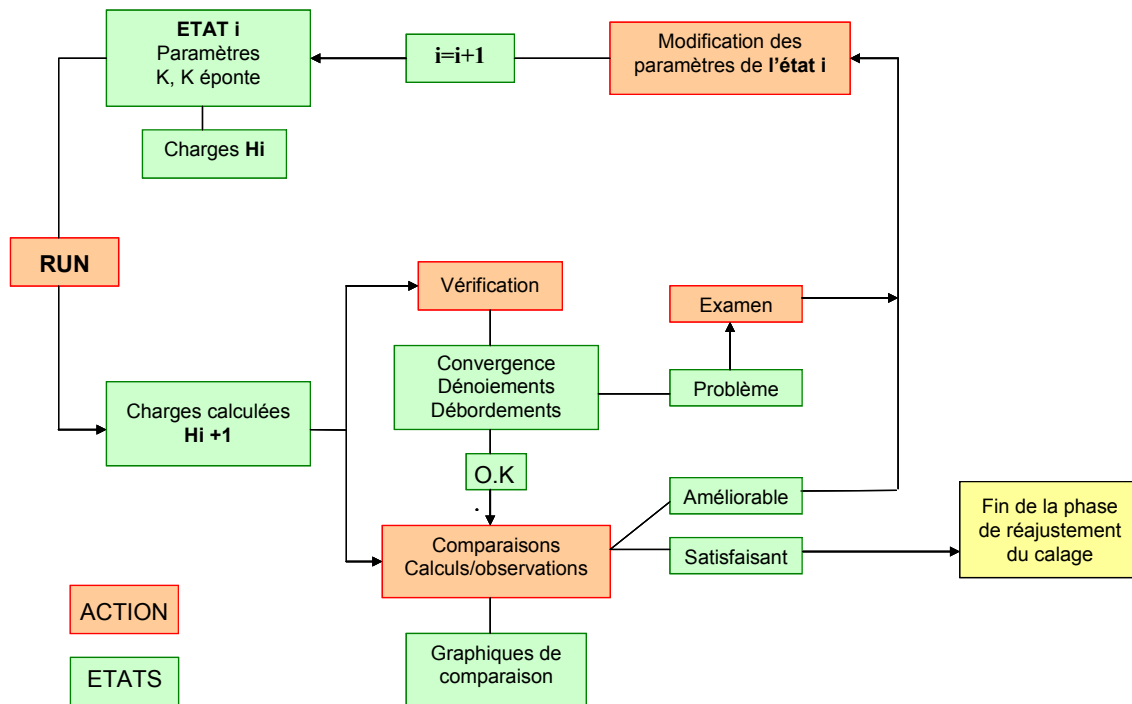 ETAT i
Paramètres
K, K éponte
i=i+1
Modification des
paramètres de l'état i
Charges Hi
RUN
Vérification
Examen
Convergence
Dénoiements
Débordements
Problème
Charges calculées
Hi +1
O.K
.
Améliorable
Comparaisons
Calculs/observations
Satisfaisant
Fin de la phase
de réajustement
du calage
ACTION
Graphiques de
comparaison
ETATS